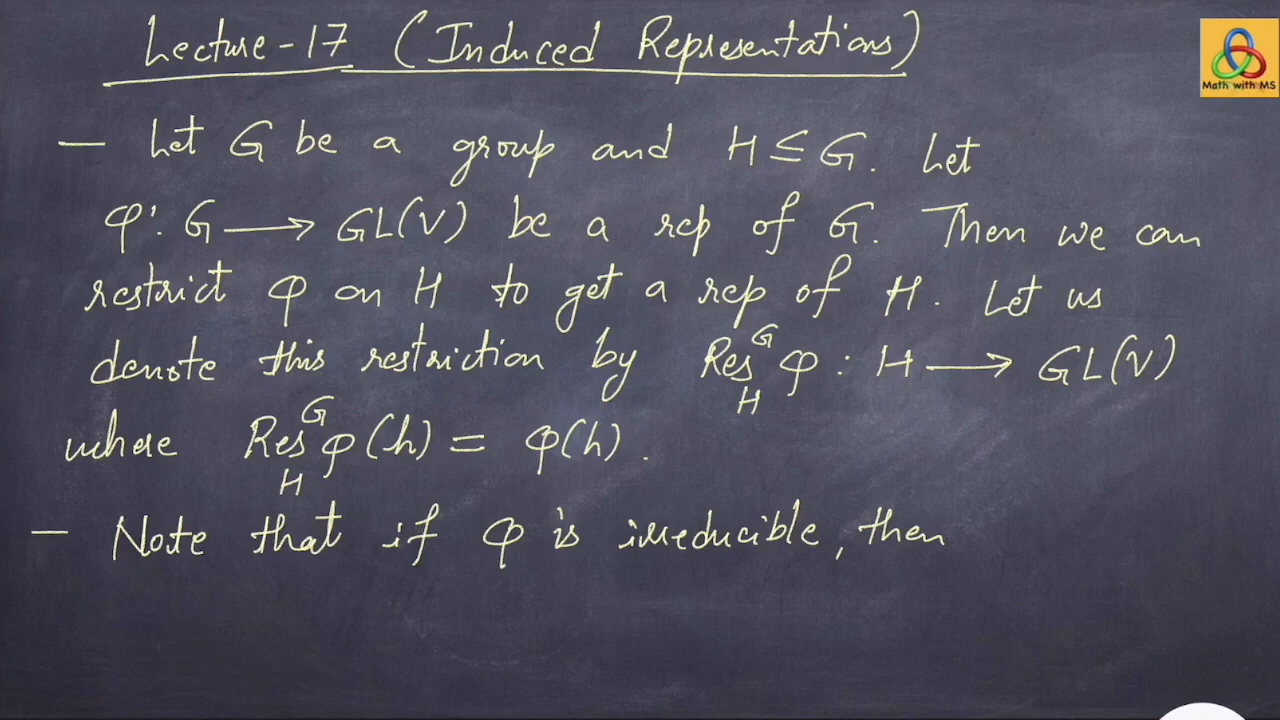 Lecture-17 (Induced Representations)
Math with MS
— Let G be a group and H ≤ G. Let
φ: G ⟶ GL(V) be a rep of G. Then we can
restrict φ on H to get a rep of H. Let us
denote this restriction by Res^G_H φ : H ⟶ GL(V)
where Res^G_H φ(h) = φ(h).
— Note that if φ is irreducible, then